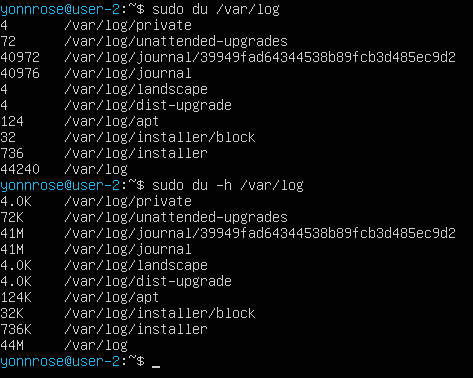 yonnrose@user-2:~$ sudo du /var/log
4 /var/log/private
72 /var/log/unattended-upgrades
40972 /var/log/journal/39949fad64344538b89fcb3d485ec9d2
40976 /var/log/journal
4 /var/log/landscape
4 /var/log/dist-upgrade
124 /var/log/apt
32 /var/log/installer/block
736 /var/log/installer
44240 /var/log
yonnrose@user-2:~$ sudo du -h /var/log
4.0K /var/log/private
72K /var/log/unattended-upgrades
41M /var/log/journal/39949fad64344538b89fcb3d485ec9d2
41M /var/log/journal
4.0K /var/log/landscape
4.0K /var/log/dist-upgrade
124K /var/log/apt
32K /var/log/installer/block
736K /var/log/installer
44M /var/log
yonnrose@user-2:~$ _